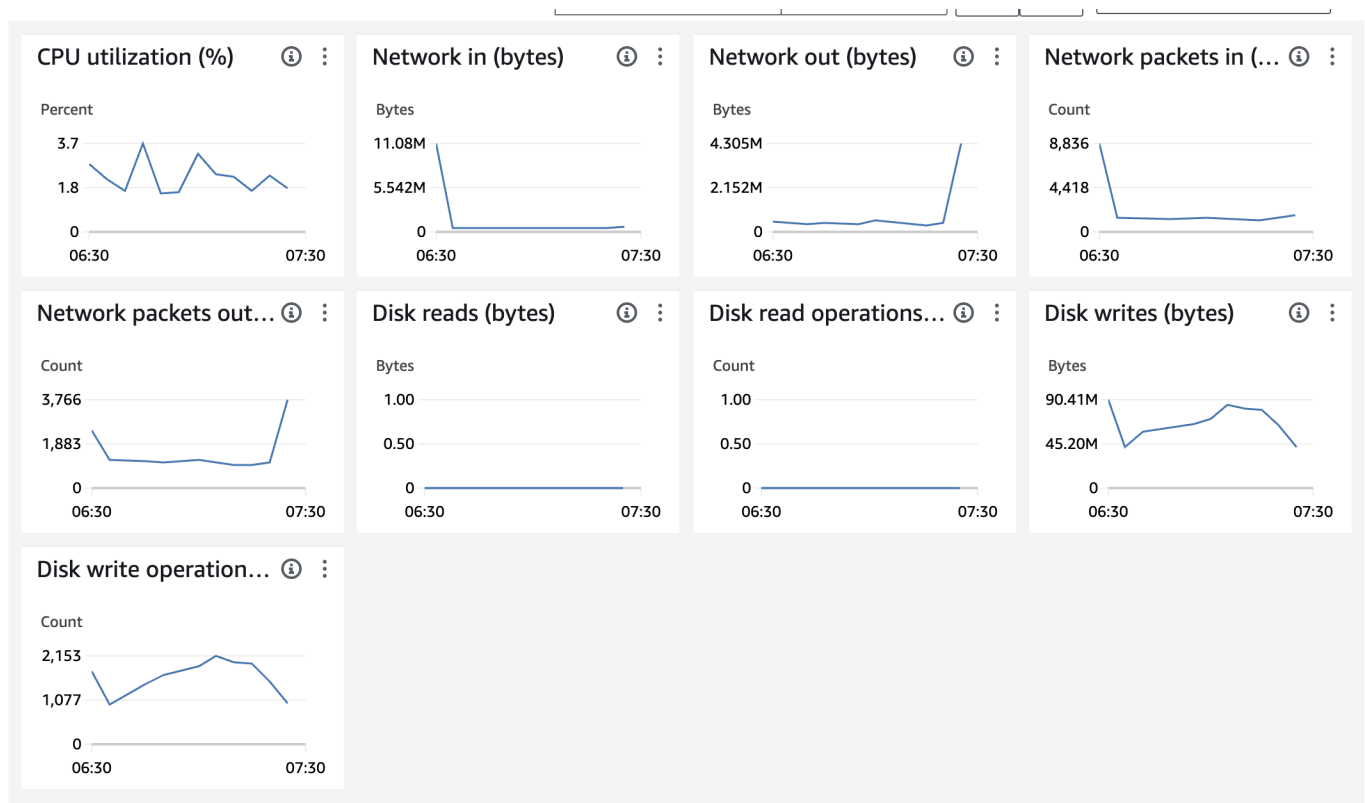 CPU utilization (%)
Percent
3.7
1.8
0
06:30 07:30
Network in (bytes)
Bytes
11.08M
5.542M
0
06:30 07:30
Network out (bytes)
Bytes
4.305M
2.152M
0
06:30 07:30
Network packets in (...
Count
8,836
4,418
0
06:30 07:30
Network packets out...
Count
3,766
1,883
0
06:30 07:30
Disk reads (bytes)
Bytes
1.00
0.50
0
06:30 07:30
Disk read operations...
Count
1.00
0.50
0
06:30 07:30
Disk writes (bytes)
Bytes
90.41M
45.20M
0
06:30 07:30
Disk write operation...
Count
2,153
1,077
0
06:30 07:30